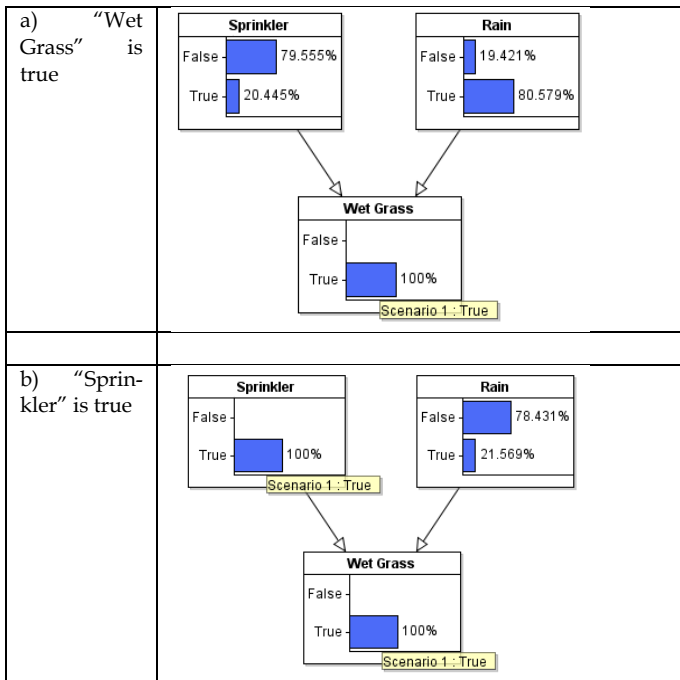 a) "Wet
Grass" is
true
Sprinkler
False
79.555%
True
20.445%
Rain
False
19.421%
True
80.579%
Wet Grass
False
True
100%
Scenario 1 : True
b) "Sprin-
kler" is true
Sprinkler
False
True
100%
Scenario 1 : True
Rain
False
78.431%
True
21.569%
Wet Grass
False
True
100%
Scenario 1 : True